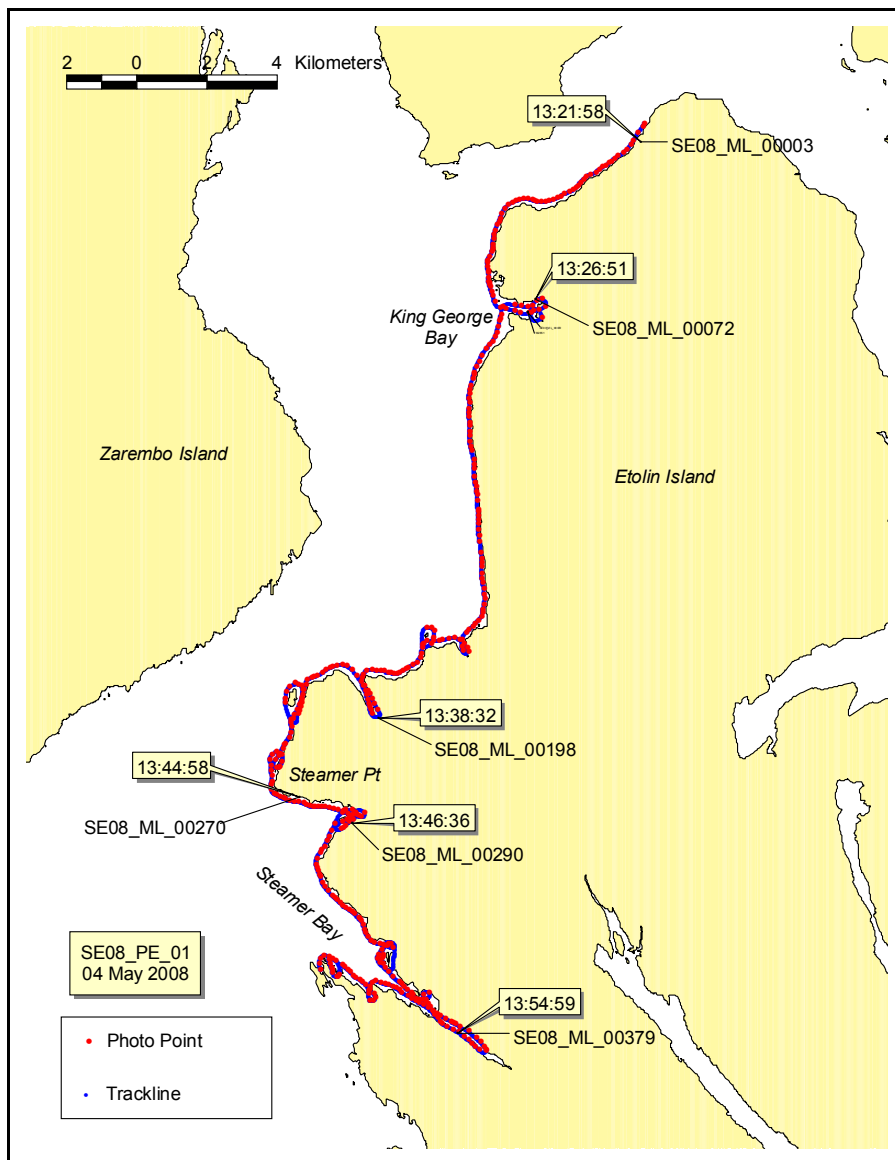 2 0 2 4 Kilometers
13:21:58
SE08_ML_00003
13:26:51
King George
Bay
SE08_ML_00072
Zarembo Island
Etolin Island
13:38:32
SE08_ML_00198
13:44:58
Steamer Pt
SE08_ML_00270
13:46:36
SE08_ML_00290
Steamer Bay
SE08_PE_01
04 May 2008
13:54:59
SE08_ML_00379
Photo Point
Trackline